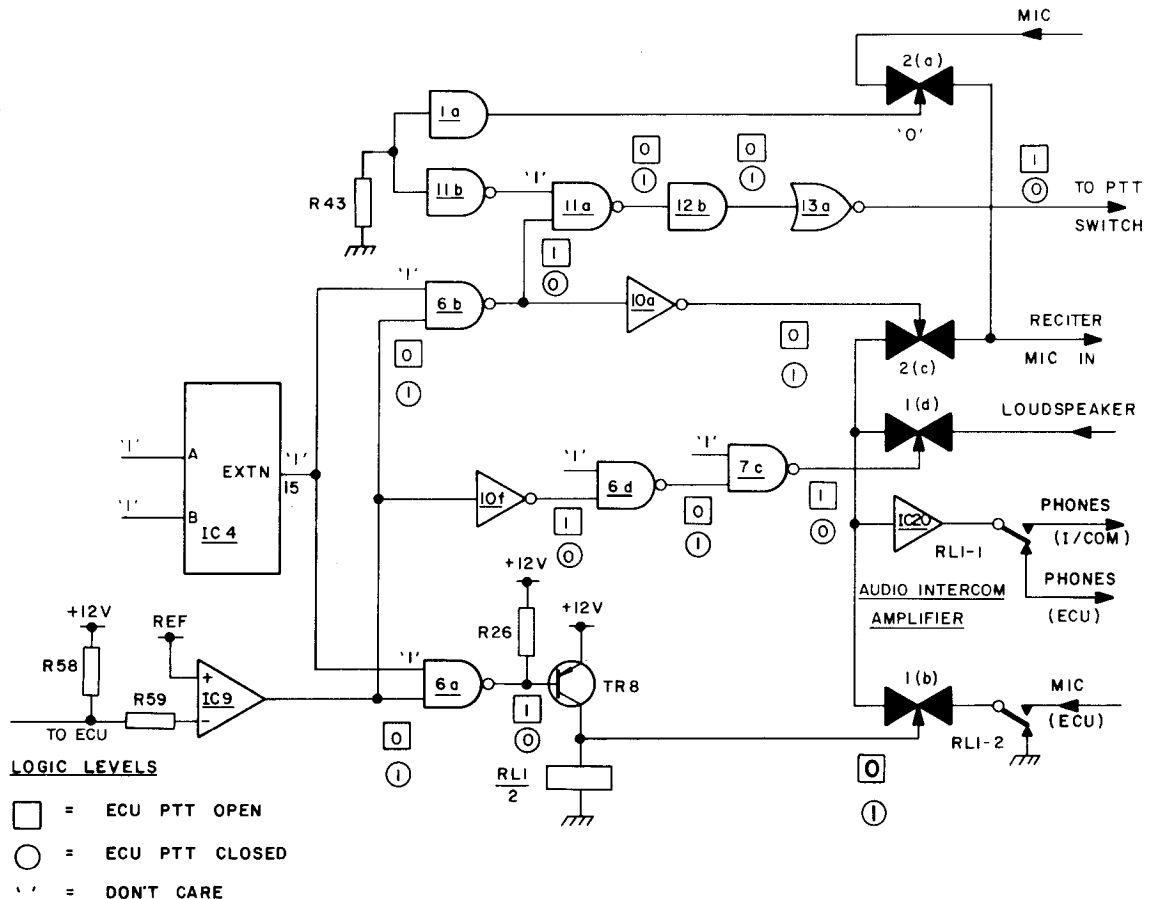 MIC
2(a)
1a
'O'
0
0
1
R43
11b
'1'
11a
1
12b
1
13a
0
TO PTT
SWITCH
1
0
'1'
6b
10a
RECITER
0
MIC IN
0
2(c)
1
1
1(d)
LOUDSPEAKER
'1'
A
EXTN
'1'
15
'1'
B
IC4
10f
'1'
6d
'1'
7c
1
0
0
1
1
0
IC20
RL1-1
PHONES
(I/COM)
PHONES
(ECU)
AUDIO INTERCOM
AMPLIFIER
+12V
+12V
+12V
REF
R26
R58
R59
+
IC9
-
TO ECU
'1'
6a
TR8
1
0
1(b)
MIC
(ECU)
RL1-2
0
1
RL1
2
0
1
LOGIC LEVELS
= ECU PTT OPEN
= ECU PTT CLOSED
' ' = DON'T CARE